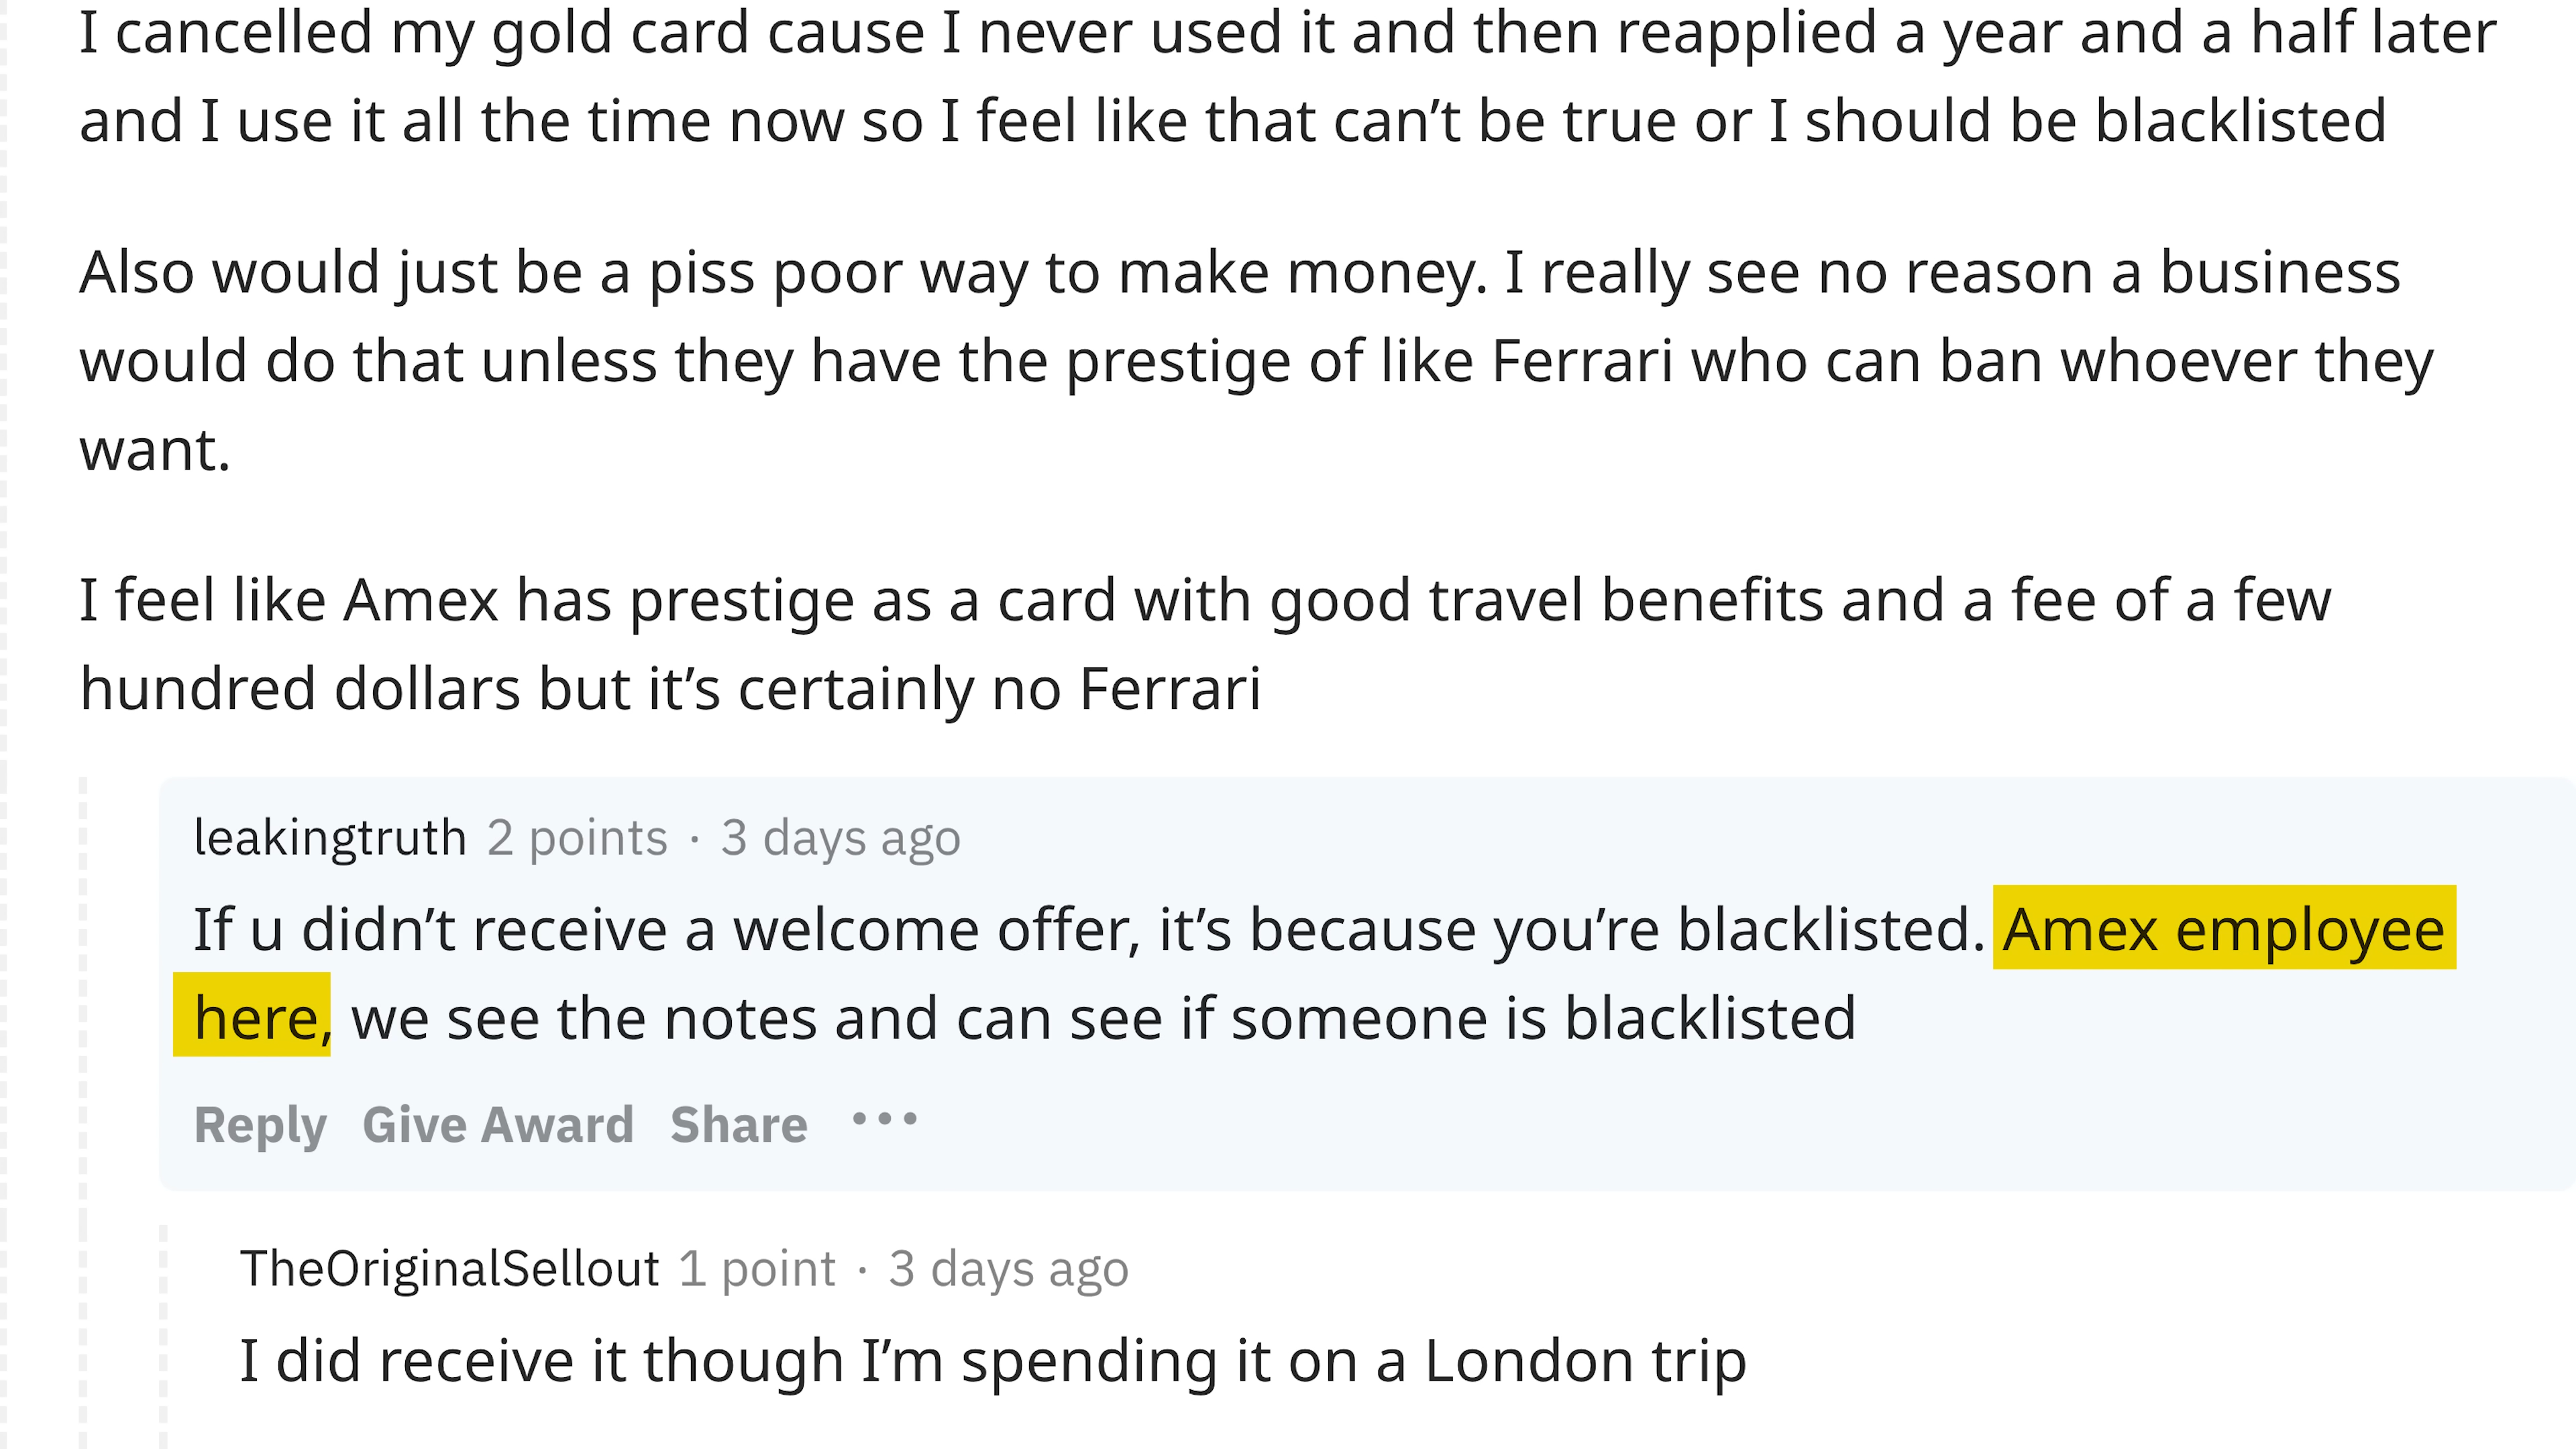 I cancelled my gold card cause I never used it and then reapplied a year and a half later
and I use it all the time now so I feel like that can’t be true or I should be blacklisted
Also would just be a piss poor way to make money. I really see no reason a business
would do that unless they have the prestige of like Ferrari who can ban whoever they
want.
I feel like Amex has prestige as a card with good travel benefits and a fee of a few
hundred dollars but it’s certainly no Ferrari
leakingtruth 2 points · 3 days ago
If u didn’t receive a welcome offer, it’s because you’re blacklisted. Amex employee
here, we see the notes and can see if someone is blacklisted
Reply Give Award Share •••
TheOriginalSellout 1 point · 3 days ago
I did receive it though I’m spending it on a London trip